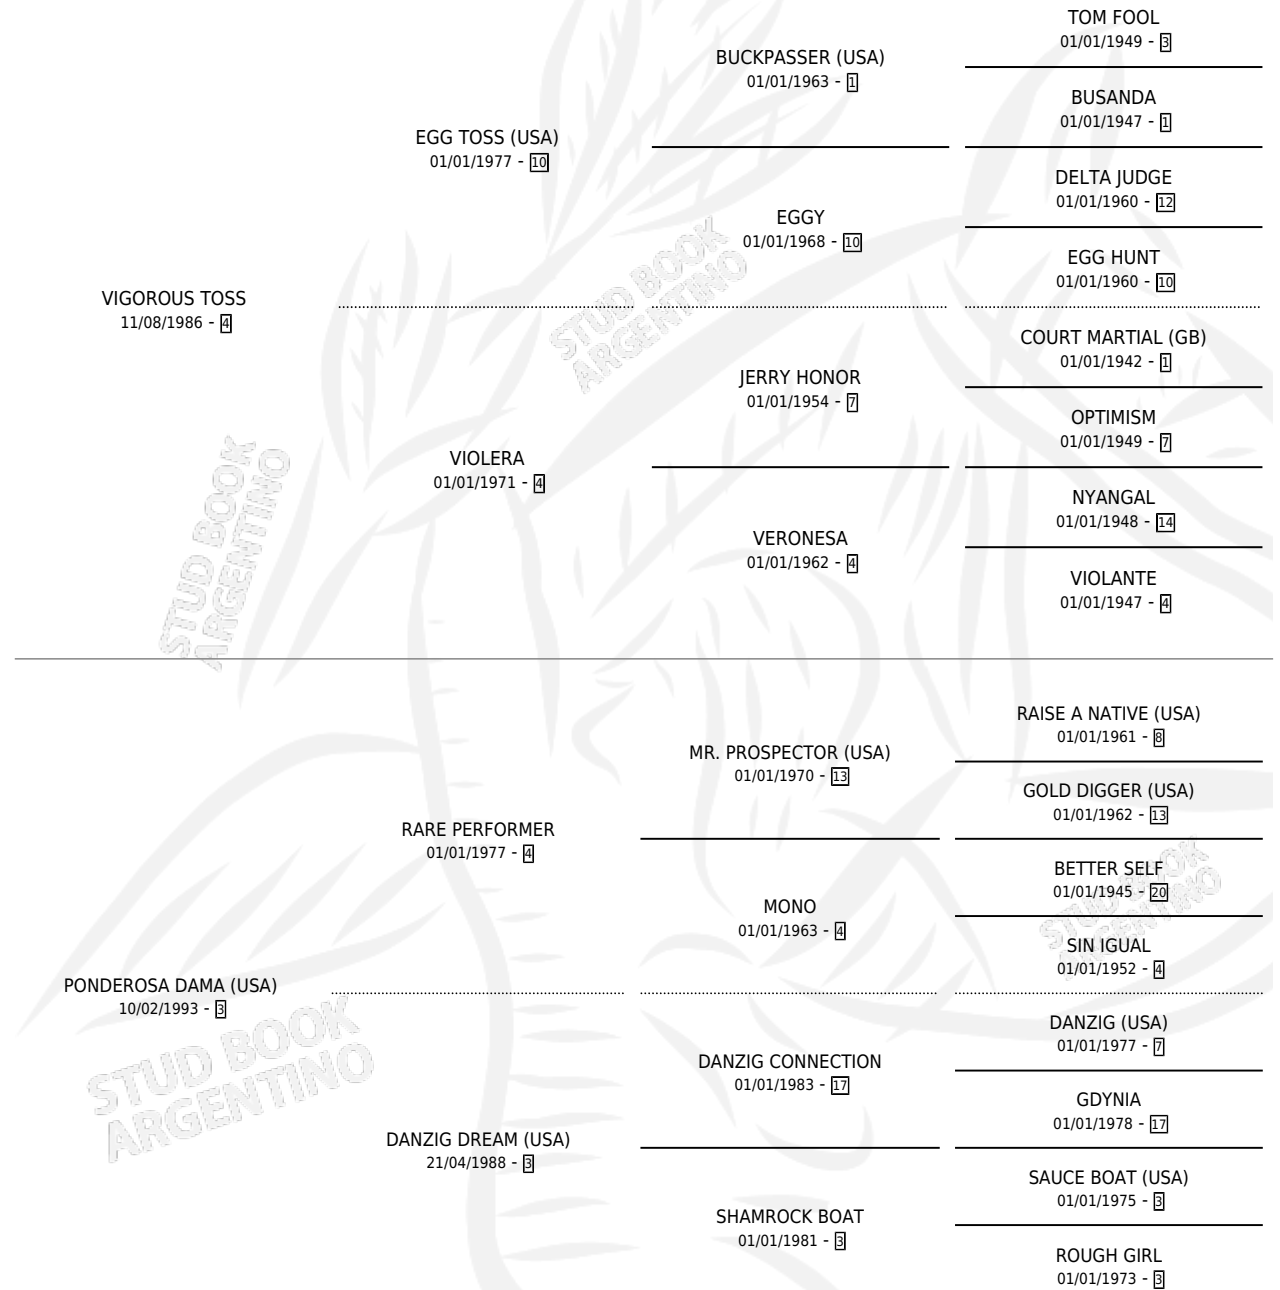 TOM FOOL
01/01/1949 - 3
BUCKPASSER (USA)
01/01/1963 - 1
BUSANDA
01/01/1947 - 1
EGG TOSS (USA)
01/01/1977 - 10
DELTA JUDGE
01/01/1960 - 12
EGGY
01/01/1968 - 10
EGG HUNT
01/01/1960 - 10
VIGOROUS TOSS
11/08/1986 - 4
STUD BOOK
ARGENTINO
COURT MARTIAL (GB)
01/01/1942 - 1
JERRY HONOR
01/01/1954 - 7
OPTIMISM
01/01/1949 - 7
VIOLERA
01/01/1971 - 4
NYANGAL
01/01/1948 - 14
VERONESA
01/01/1962 - 4
VIOLANTE
01/01/1947 - 4
STUD BOOK
ARGENTINO
RAISE A NATIVE (USA)
01/01/1961 - 8
MR. PROSPECTOR (USA)
01/01/1970 - 13
GOLD DIGGER (USA)
01/01/1962 - 13
RARE PERFORMER
01/01/1977 - 4
BETTER SELF
01/01/1945 - 20
MONO
01/01/1963 - 4
SIN IGUAL
01/01/1952 - 4
STUD BOOK
ARGENTINO
PONDEROSA DAMA (USA)
10/02/1993 - 3
DANZIG (USA)
01/01/1977 - 7
DANZIG CONNECTION
01/01/1983 - 17
GDYNIA
01/01/1978 - 17
STUD BOOK
ARGENTINO
DANZIG DREAM (USA)
21/04/1988 - 3
SAUCE BOAT (USA)
01/01/1975 - 3
SHAMROCK BOAT
01/01/1981 - 3
ROUGH GIRL
01/01/1973 - 3